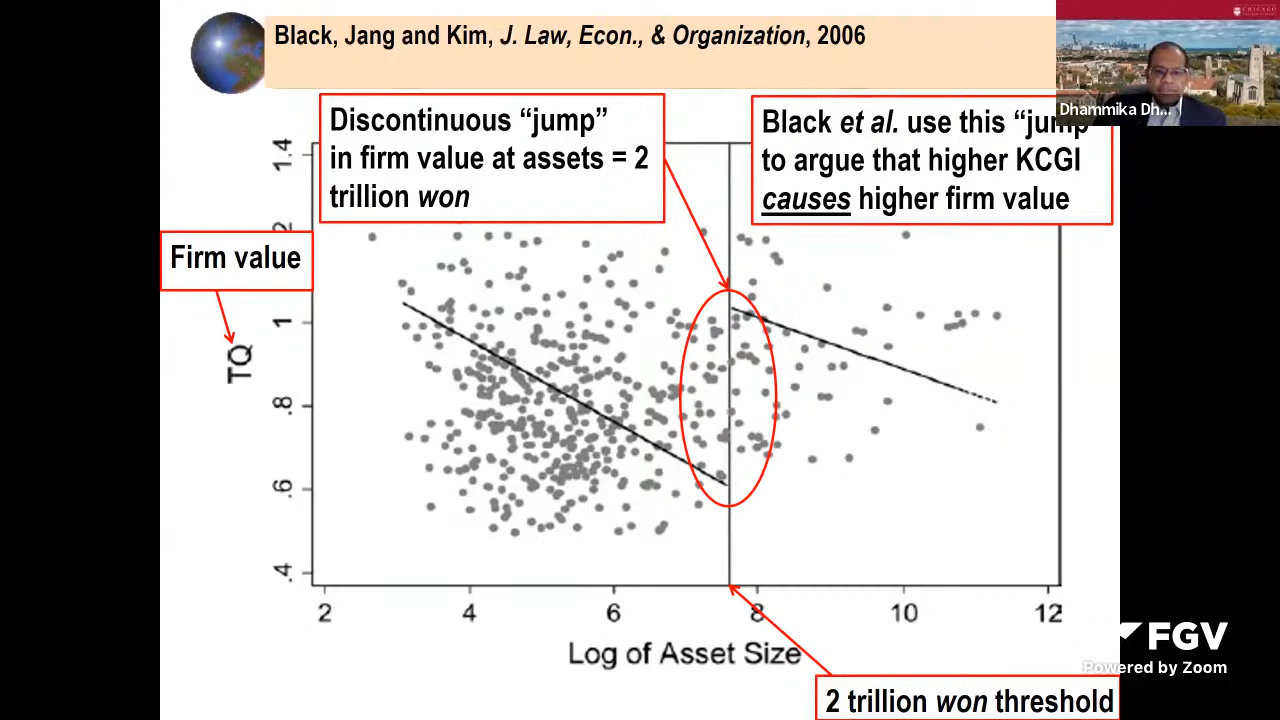 Black, Jang and Kim, J. Law, Econ., & Organization, 2006
CHICAGO
Dhammika Dh...
Discontinuous “jump”
in firm value at assets = 2
trillion won
Black et al. use this “jump
to argue that higher KCGI
causes higher firm value
Firm value
1.4
2
1
.8
.6
.4
TQ
2 4 6 8 10 12
Log of Asset Size
2 trillion won threshold
FGV
Powered by Zoom